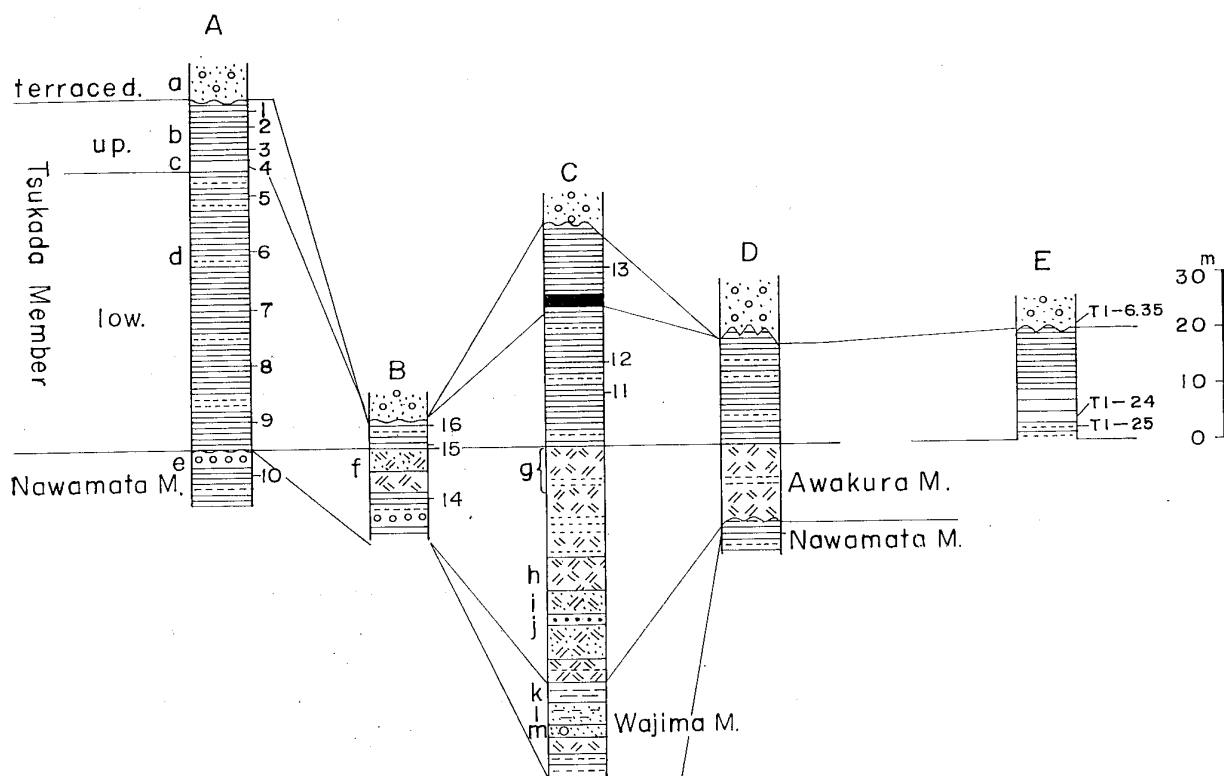 A
terraced.
a
1
2
b
up.
3
c
4
Tsukada Member
5
d
6
low.
7
8
9
e
Nawamata M.
10
B
16
15
f
14
C
13
12
11
g
h
i
j
k
l
m
Wajima M.
D
Awakura M.
Nawamata M.
E
T1-6.35
T1-24
T1-25
m
30
20
10
0